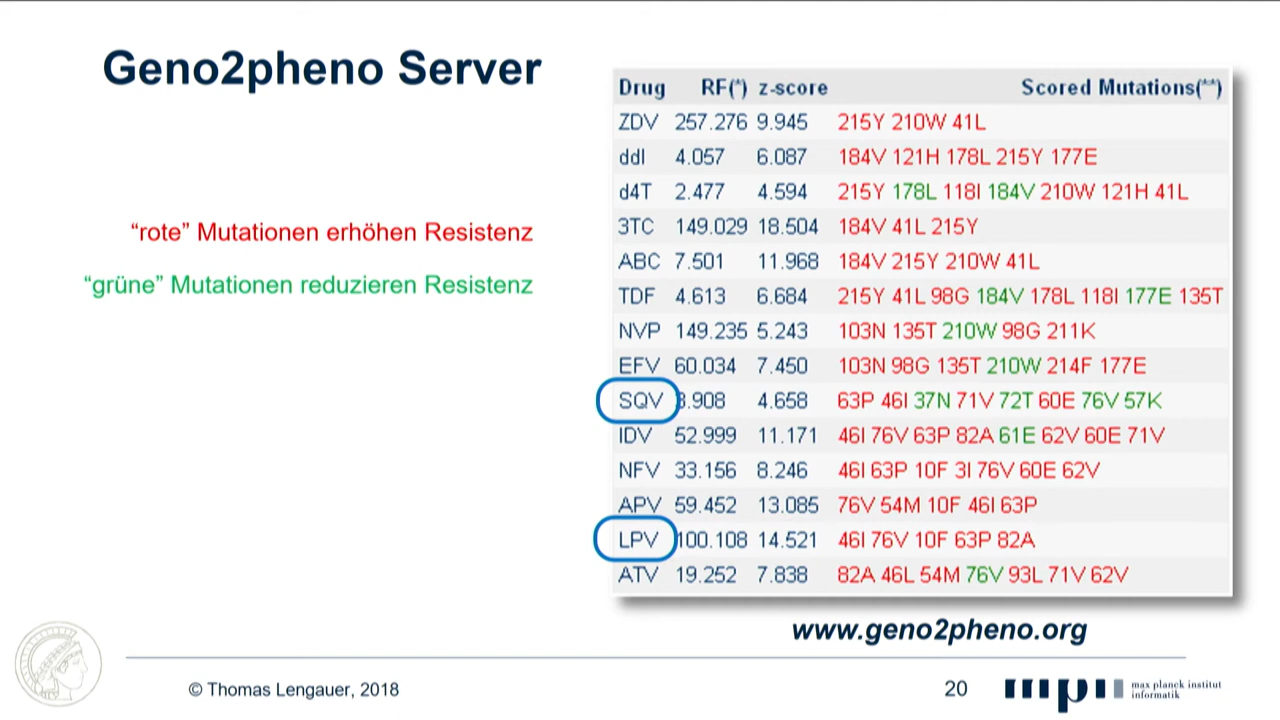 Geno2pheno Server
“rote” Mutationen erhöhen Resistenz
“grüne” Mutationen reduzieren Resistenz
Drug RF(*) z-score Scored Mutations(**)
ZDV 257.276 9.945 215Y 210W 41L
ddI 4.057 6.087 184V 121H 178L 215Y 177E
d4T 2.477 4.594 215Y 178L 118I 184V 210W 121H 41L
3TC 149.029 18.504 184V 41L 215Y
ABC 7.501 11.968 184V 215Y 210W 41L
TDF 4.613 6.684 215Y 41L 98G 184V 178L 118I 177E 135T
NVP 149.235 5.243 103N 135T 210W 98G 211K
EFV 60.034 7.450 103N 98G 135T 210W 214F 177E
SQV .908 4.658 63P 46I 37N 71V 72T 60E 76V 57K
IDV 52.999 11.171 46I 76V 63P 82A 61E 62V 60E 71V
NFV 33.156 8.246 46I 63P 10F 3I 76V 60E 62V
APV 59.452 13.085 76V 54M 10F 46I 63P
LPV 100.108 14.521 46I 76V 10F 63P 82A
ATV 19.252 7.838 82A 46L 54M 76V 93L 71V 62V
www.geno2pheno.org
© Thomas Lengauer, 2018
20
mpi max planck institut
informatik